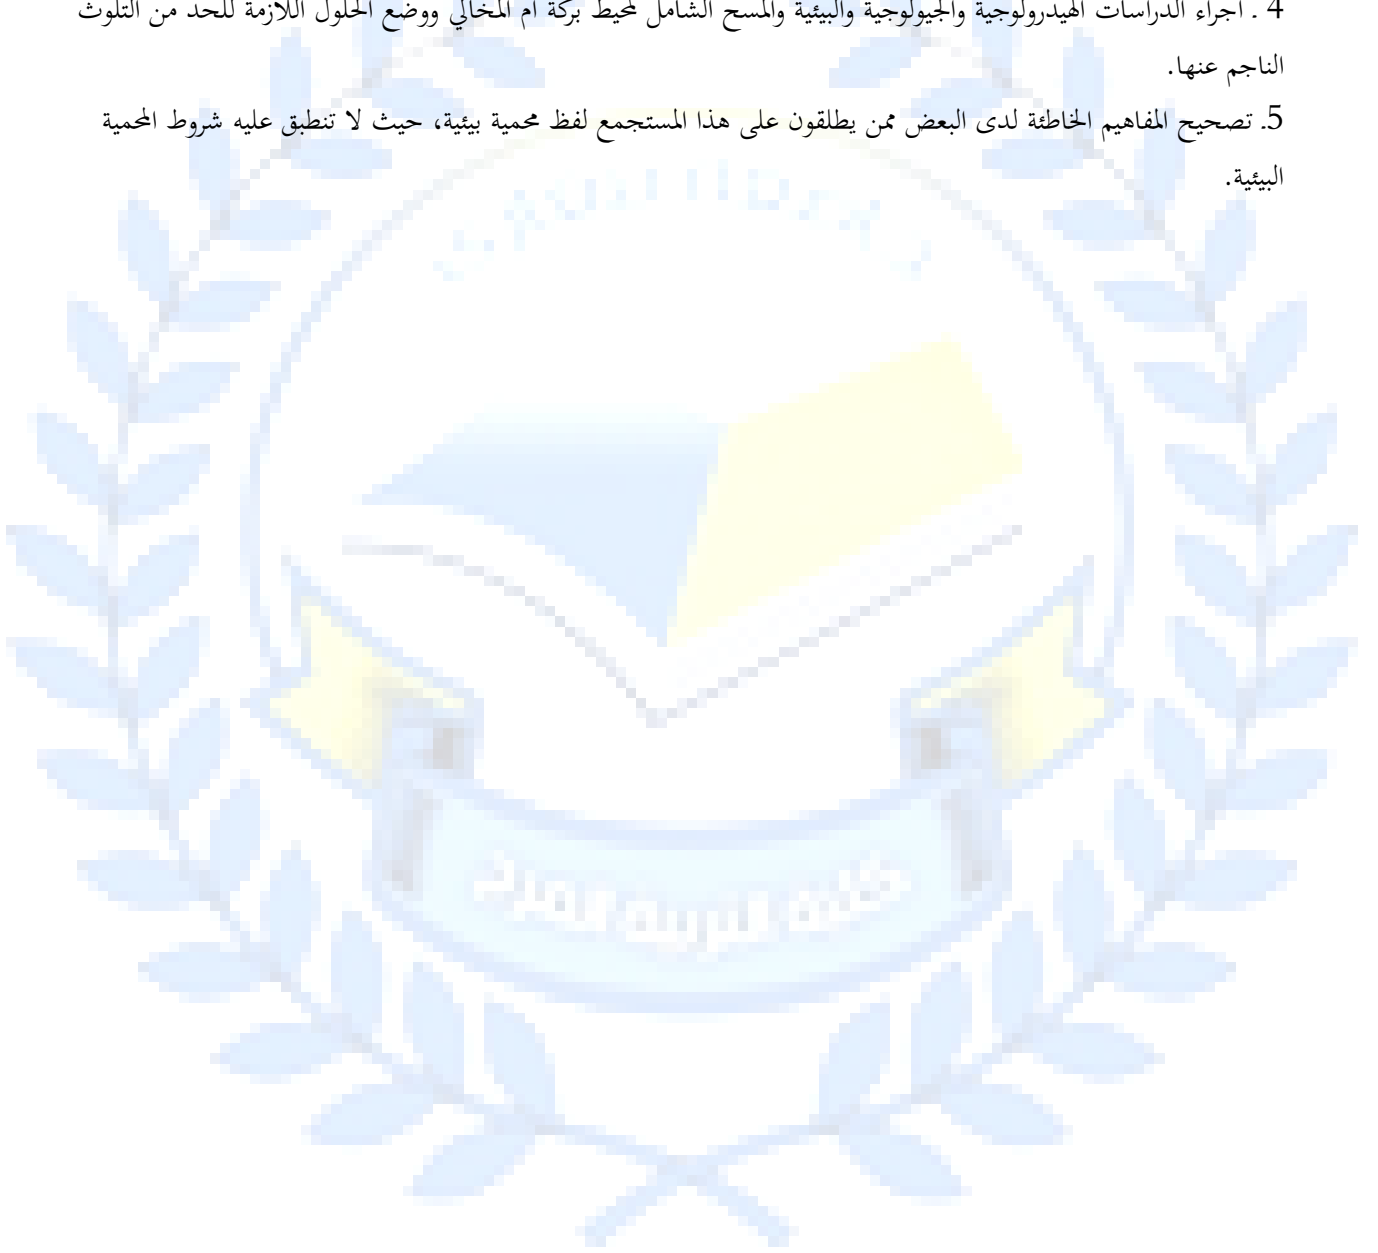 4 . اجراء الدراسات الهيدرولوجية والجيولوجية والبيئية والمسح الشامل لمحيط بركة ام المخالي ووضع الحلول اللازمة للحد من التلوث
الناجم عنها.
5. تصحيح المفاهيم الخاطئة لدى البعض ممن يطلقون على هذا المستجمع لفظ محمية بيئية، حيث لا تنطبق عليه شروط المحمية
البيئية.